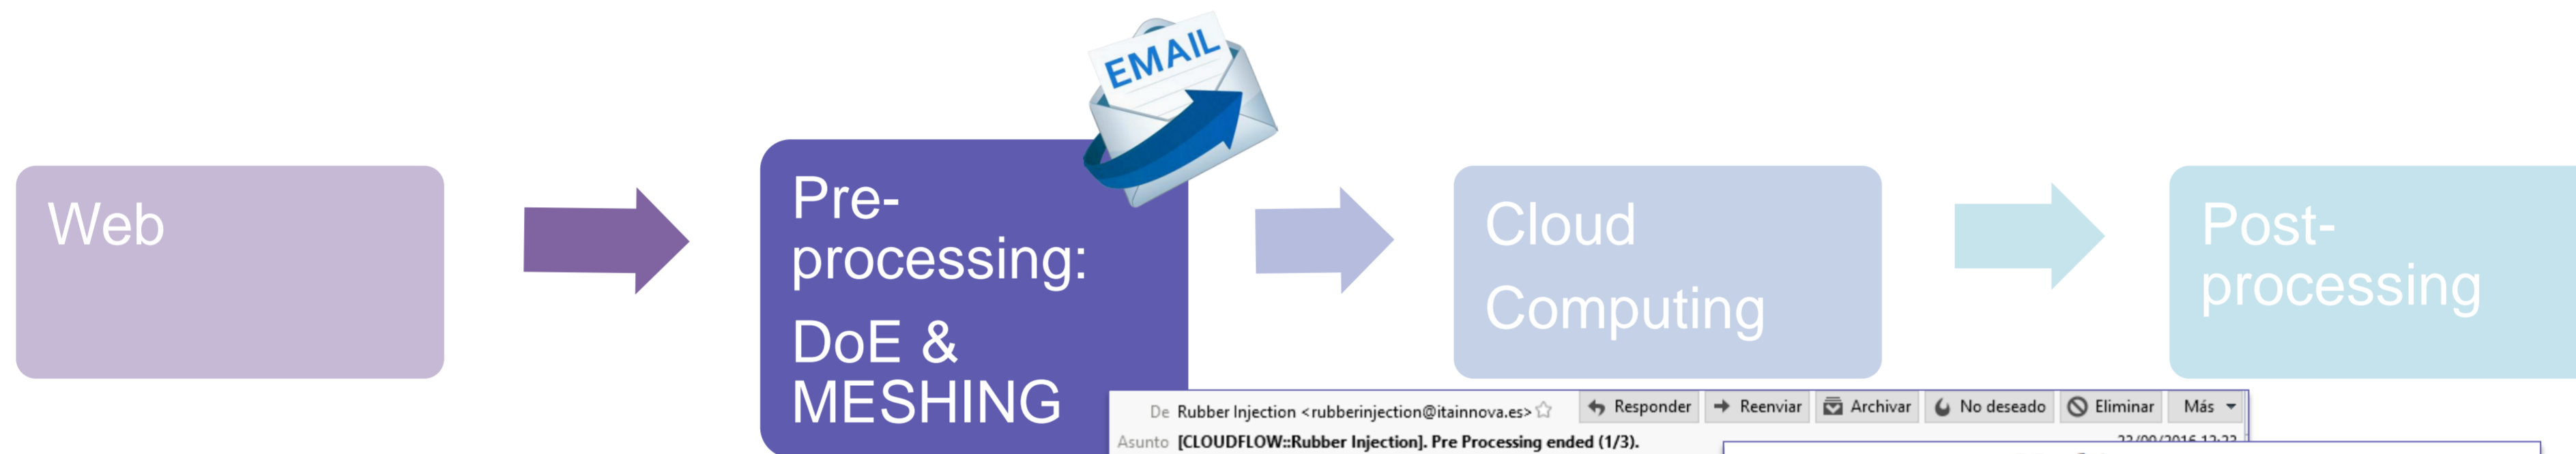 EMAIL
Web
Pre-
processing:
DoE &
MESHING
Cloud
Computing
Post-
processing
De Rubber Injection <rubberinjection@itainnova.es> Responder Reenviar Archivar No deseado Eliminar Más
Asunto [CLOUDFLOW::Rubber Injection]. Pre Processing ended (1/3).